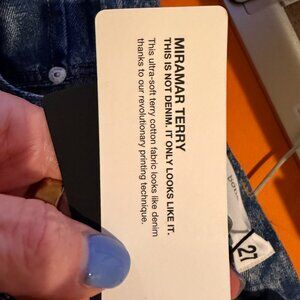 MIRAMAR TERRY
THIS IS NOT DENIM. IT ONLY LOOKS LIKE IT.
This ultra-soft terry cotton fabric looks like denim
thanks to our revolutionary printing technique.
27